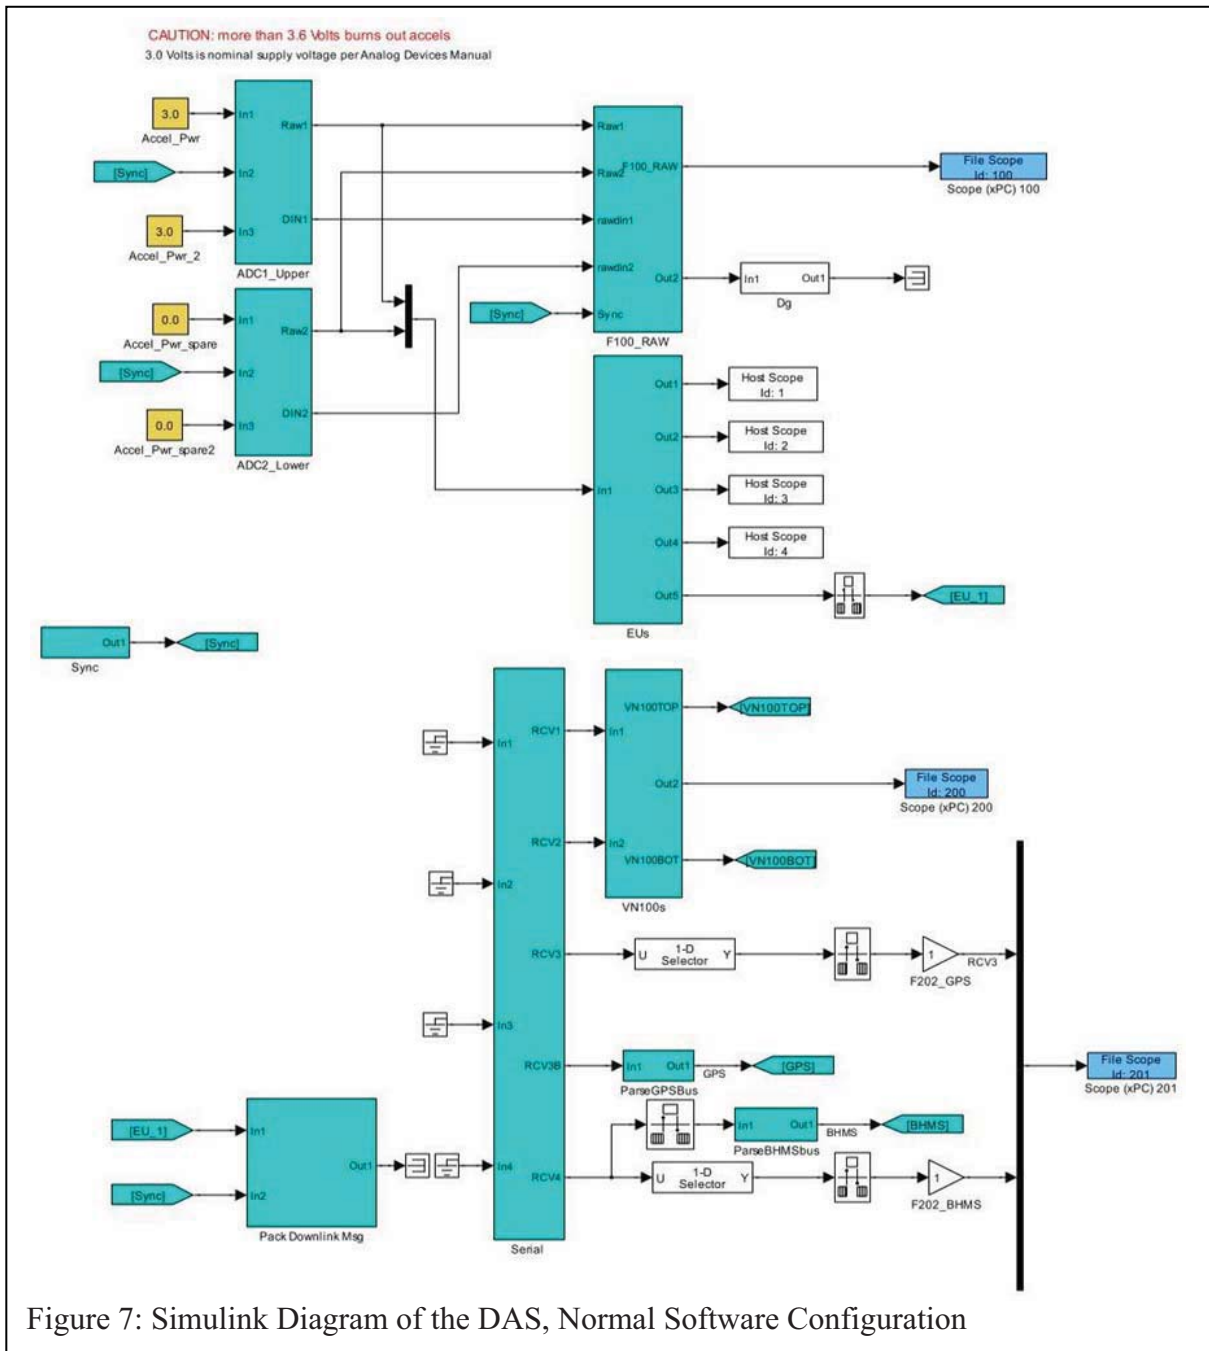 CAUTION: more than 3.6 Volts burns out accels
3.0 Volts is nominal supply voltage per Analog Devices Manual
3.0
Accel_Pwr
[Sync]
3.0
Accel_Pwr_2
In1
In2
In3
Raw1
DIN1
ADC1_Upper
0.0
Accel_Pwr_spare
[Sync]
0.0
Accel_Pwr_spare2
In1
In2
In3
Raw2
DIN2
ADC2_Lower
[Sync]
Raw1
Raw2
rawdin1
rawdin2
Sync
F100_RAW
Out2
F100_RAW
File Scope
Id: 100
Scope (xPC) 100
In1
Out1
Dg
In1
Out1
Out2
Out3
Out4
Out5
EUs
Host Scope
Id: 1
Host Scope
Id: 2
Host Scope
Id: 3
Host Scope
Id: 4
[EU_1]
Out1
Sync
[Sync]
In1
In2
In3
In4
RCV1
RCV2
RCV3
RCV3B
RCV4
Serial
In1
In2
VN100TOP
Out2
VN100BOT
VN100s
[VN100TOP]
File Scope
Id: 200
Scope (xPC) 200
[VN100BOT]
U
1-D
Selector
Y
1
F202_GPS
RCV3
In1
Out1
ParseGPSBus
GPS
[GPS]
In1
Out1
ParseBHMSbus
BHMS
[BHMS]
U
1-D
Selector
Y
1
F202_BHMS
File Scope
Id: 201
Scope (xPC) 201
[EU_1]
[Sync]
In1
In2
Out1
Pack Downlink Msg
Figure 7: Simulink Diagram of the DAS, Normal Software Configuration